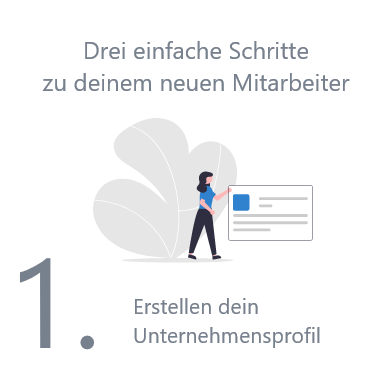 Drei einfache Schritte
zu deinem neuen Mitarbeiter
1.
Erstellen dein
Unternehmensprofil